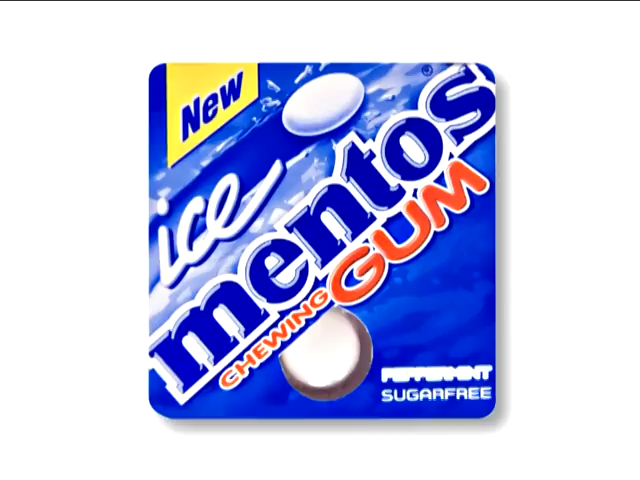 New
ice
mentos®
CHEWING GUM
PEPPERMINT
SUGARFREE